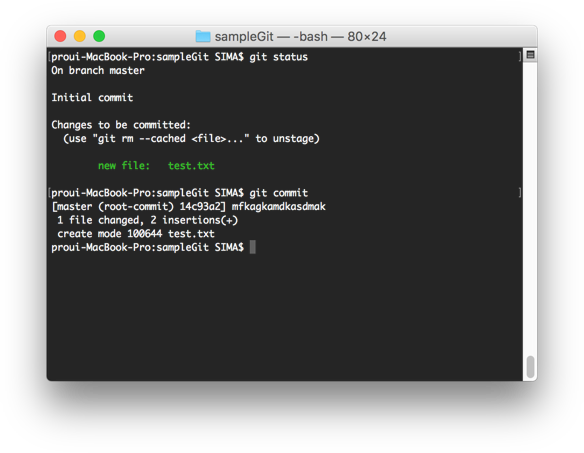 sampleGit — -bash — 80×24
[proui-MacBook-Pro:sampleGit SIMA$ git status]
On branch master
Initial commit
Changes to be committed:
(use "git rm --cached <file>..." to unstage)
new file: test.txt
[proui-MacBook-Pro:sampleGit SIMA$ git commit]
[master (root-commit) 14c93a2] mfkagkamdkasdmak
1 file changed, 2 insertions(+)
create mode 100644 test.txt
proui-MacBook-Pro:sampleGit SIMA$